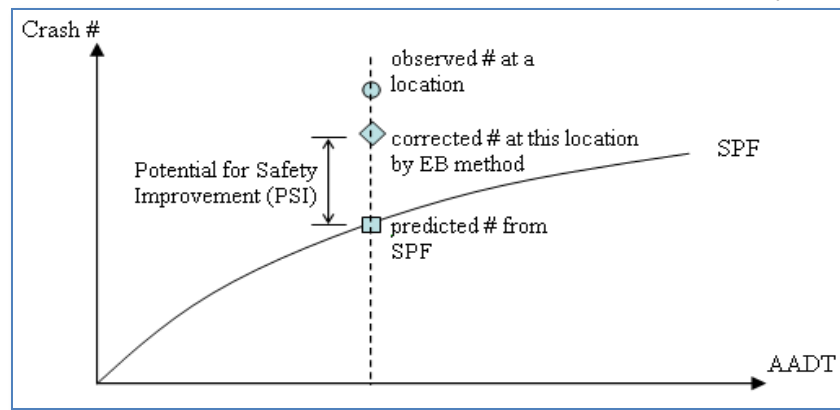 Crash #
observed # at a
location
corrected # at this location
by EB method
SPF
Potential for Safety
Improvement (PSI)
predicted # from
SPF
AADT